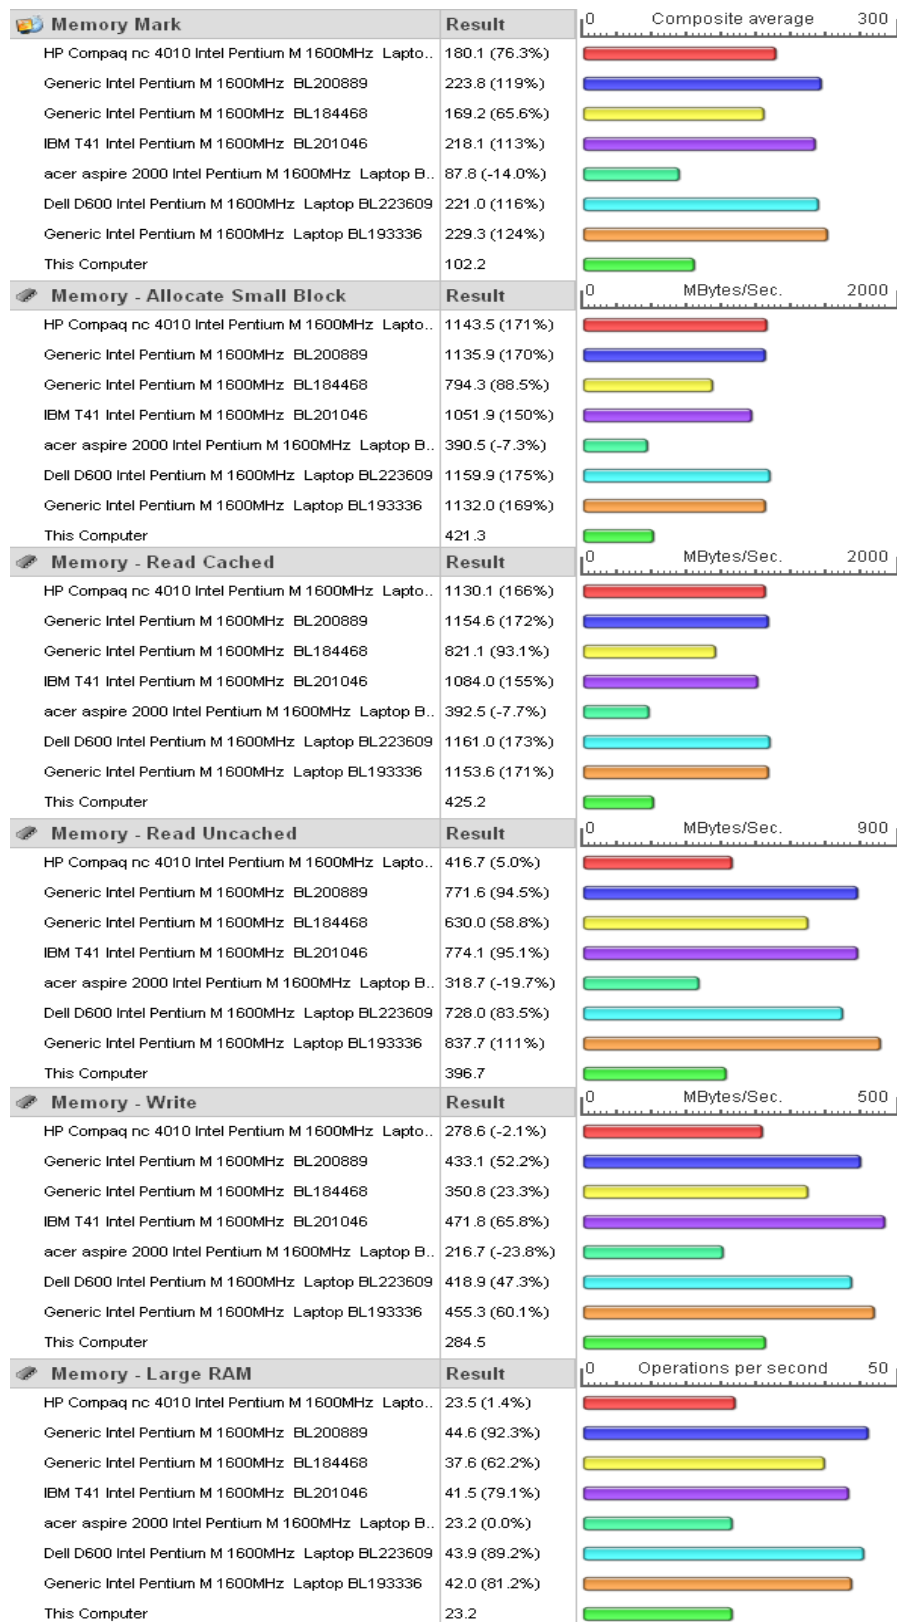 Memory Mark Result 0 Composite average 300
HP Compaq nc 4010 Intel Pentium M 1600MHz Lapto.. 180.1 (76.3%)
Generic Intel Pentium M 1600MHz BL200889 223.8 (119%)
Generic Intel Pentium M 1600MHz BL184468 169.2 (65.6%)
IBM T41 Intel Pentium M 1600MHz BL201046 218.1 (113%)
acer aspire 2000 Intel Pentium M 1600MHz Laptop B.. 87.8 (-14.0%)
Dell D600 Intel Pentium M 1600MHz Laptop BL223609 221.0 (116%)
Generic Intel Pentium M 1600MHz Laptop BL193336 229.3 (124%)
This Computer 102.2
Memory - Allocate Small Block Result 0 MBytes/Sec. 2000
HP Compaq nc 4010 Intel Pentium M 1600MHz Lapto.. 1143.5 (171%)
Generic Intel Pentium M 1600MHz BL200889 1135.9 (170%)
Generic Intel Pentium M 1600MHz BL184468 794.3 (88.5%)
IBM T41 Intel Pentium M 1600MHz BL201046 1051.9 (150%)
acer aspire 2000 Intel Pentium M 1600MHz Laptop B.. 390.5 (-7.3%)
Dell D600 Intel Pentium M 1600MHz Laptop BL223609 1159.9 (175%)
Generic Intel Pentium M 1600MHz Laptop BL193336 1132.0 (169%)
This Computer 421.3
Memory - Read Cached Result 0 MBytes/Sec. 2000
HP Compaq nc 4010 Intel Pentium M 1600MHz Lapto.. 1130.1 (166%)
Generic Intel Pentium M 1600MHz BL200889 1154.6 (172%)
Generic Intel Pentium M 1600MHz BL184468 821.1 (93.1%)
IBM T41 Intel Pentium M 1600MHz BL201046 1084.0 (155%)
acer aspire 2000 Intel Pentium M 1600MHz Laptop B.. 392.5 (-7.7%)
Dell D600 Intel Pentium M 1600MHz Laptop BL223609 1161.0 (173%)
Generic Intel Pentium M 1600MHz Laptop BL193336 1153.6 (171%)
This Computer 425.2
Memory - Read Uncached Result 0 MBytes/Sec. 900
HP Compaq nc 4010 Intel Pentium M 1600MHz Lapto.. 416.7 (5.0%)
Generic Intel Pentium M 1600MHz BL200889 771.6 (94.5%)
Generic Intel Pentium M 1600MHz BL184468 630.0 (58.8%)
IBM T41 Intel Pentium M 1600MHz BL201046 774.1 (95.1%)
acer aspire 2000 Intel Pentium M 1600MHz Laptop B.. 318.7 (-19.7%)
Dell D600 Intel Pentium M 1600MHz Laptop BL223609 728.0 (83.5%)
Generic Intel Pentium M 1600MHz Laptop BL193336 837.7 (111%)
This Computer 396.7
Memory - Write Result 0 MBytes/Sec. 500
HP Compaq nc 4010 Intel Pentium M 1600MHz Lapto.. 278.6 (-2.1%)
Generic Intel Pentium M 1600MHz BL200889 433.1 (52.2%)
Generic Intel Pentium M 1600MHz BL184468 350.8 (23.3%)
IBM T41 Intel Pentium M 1600MHz BL201046 471.8 (65.8%)
acer aspire 2000 Intel Pentium M 1600MHz Laptop B.. 216.7 (-23.8%)
Dell D600 Intel Pentium M 1600MHz Laptop BL223609 418.9 (47.3%)
Generic Intel Pentium M 1600MHz Laptop BL193336 455.3 (60.1%)
This Computer 284.5
Memory - Large RAM Result 0 Operations per second 50
HP Compaq nc 4010 Intel Pentium M 1600MHz Lapto.. 23.5 (1.4%)
Generic Intel Pentium M 1600MHz BL200889 44.6 (92.3%)
Generic Intel Pentium M 1600MHz BL184468 37.6 (62.2%)
IBM T41 Intel Pentium M 1600MHz BL201046 41.5 (79.1%)
acer aspire 2000 Intel Pentium M 1600MHz Laptop B.. 23.2 (0.0%)
Dell D600 Intel Pentium M 1600MHz Laptop BL223609 43.9 (89.2%)
Generic Intel Pentium M 1600MHz Laptop BL193336 42.0 (81.2%)
This Computer 23.2